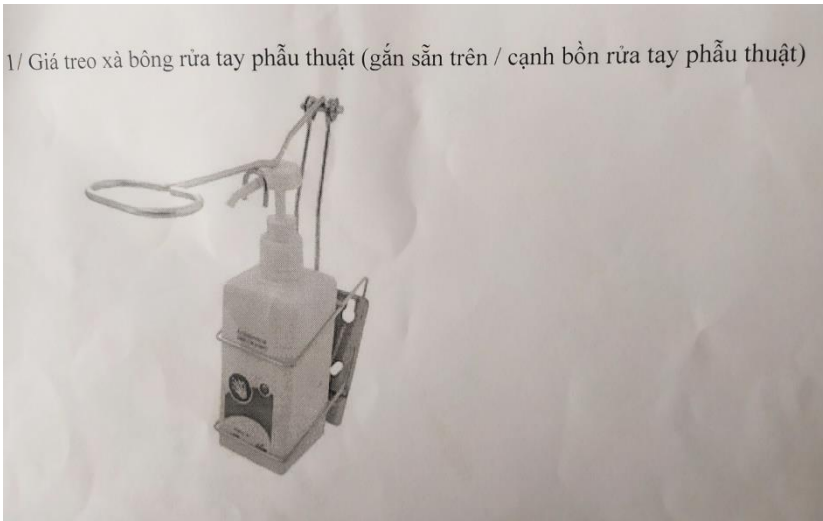 1/ Giá treo xà bông rửa tay phẫu thuật (gắn sẵn trên / cạnh bồn rửa tay phẫu thuật)